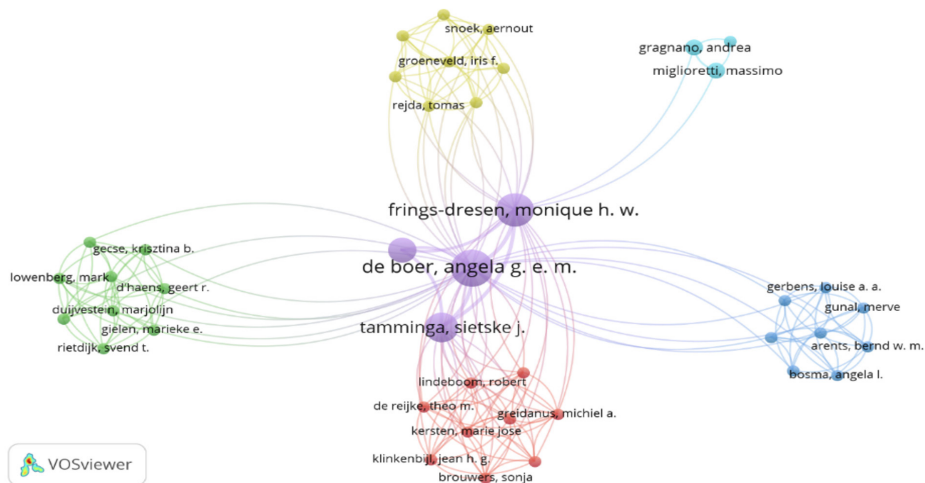 snoek, aernout
groeneveld, iris f.
rejda, tomas
gragnano, andrea
miglioretti, massimo
frings-dresen, monique h. w.
de boer, angela g. e. m.
tamminga, sietske j.
gecse, krisztina b.
lowenberg, mark
d'haens, geert r.
duijvestein, marjolijn
gielen, marieke e.
rietdijk, svend t.
gerbens, louise a. a.
gunal, merve
arents, bernd w. m.
bosma, angela l.
lindeboom, robert
de reijke, theo m.
greidanus, michiel a.
kersten, marie jose
klinkenbijl, jean h. g.
brouwers, sonja
VOSviewer